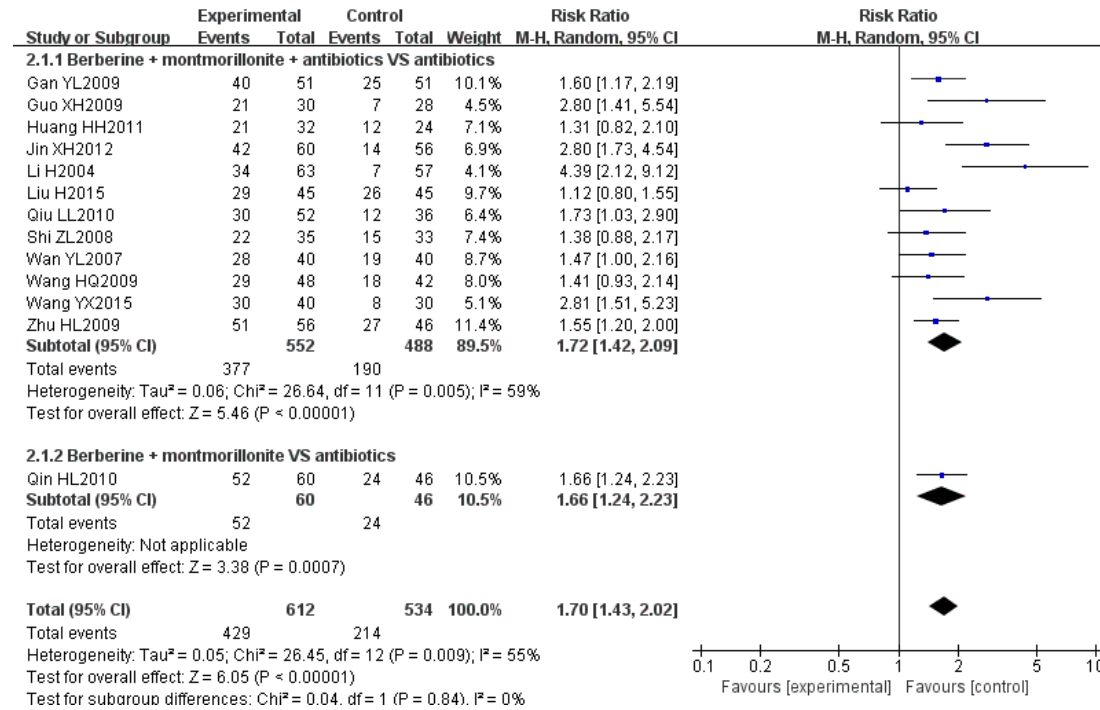 Experimental Control Risk Ratio Risk Ratio
Study or Subgroup Events Total Events Total Weight M-H, Random, 95% CI M-H, Random, 95% CI
2.1.1 Berberine + montmorillonite + antibiotics VS antibiotics
Gan YL2009 40 51 25 51 10.1% 1.60 [1.17, 2.19]
Guo XH2009 21 30 7 28 4.5% 2.80 [1.41, 5.54]
Huang HH2011 21 32 12 24 7.1% 1.31 [0.82, 2.10]
Jin XH2012 42 60 14 56 6.9% 2.80 [1.73, 4.54]
Li H2004 34 63 7 57 4.1% 4.39 [2.12, 9.12]
Liu H2015 29 45 26 45 9.7% 1.12 [0.80, 1.55]
Qiu LL2010 30 52 12 36 6.4% 1.73 [1.03, 2.90]
Shi ZL2008 22 35 15 33 7.4% 1.38 [0.88, 2.17]
Wan YL2007 28 40 19 40 8.7% 1.47 [1.00, 2.16]
Wang HQ2009 29 48 18 42 8.0% 1.41 [0.93, 2.14]
Wang YX2015 30 40 8 30 5.1% 2.81 [1.51, 5.23]
Zhu HL2009 51 56 27 46 11.4% 1.55 [1.20, 2.00]
Subtotal (95% CI) 552 488 89.5% 1.72 [1.42, 2.09]
Total events 377 190
Heterogeneity: Tau² = 0.06; Chi² = 26.64, df = 11 (P = 0.005); I² = 59%
Test for overall effect: Z = 5.46 (P < 0.00001)
2.1.2 Berberine + montmorillonite VS antibiotics
Qin HL2010 52 60 24 46 10.5% 1.66 [1.24, 2.23]
Subtotal (95% CI) 60 46 10.5% 1.66 [1.24, 2.23]
Total events 52 24
Heterogeneity: Not applicable
Test for overall effect: Z = 3.38 (P = 0.0007)
Total (95% CI) 612 534 100.0% 1.70 [1.43, 2.02]
Total events 429 214
Heterogeneity: Tau² = 0.05; Chi² = 26.45, df = 12 (P = 0.009); I² = 55%
Test for overall effect: Z = 6.05 (P < 0.00001)
Test for subgroup differences: Chi² = 0.04, df = 1 (P = 0.84), I² = 0%
0.1 0.2 0.5 1 2 5 10
Favours [experimental] Favours [control]